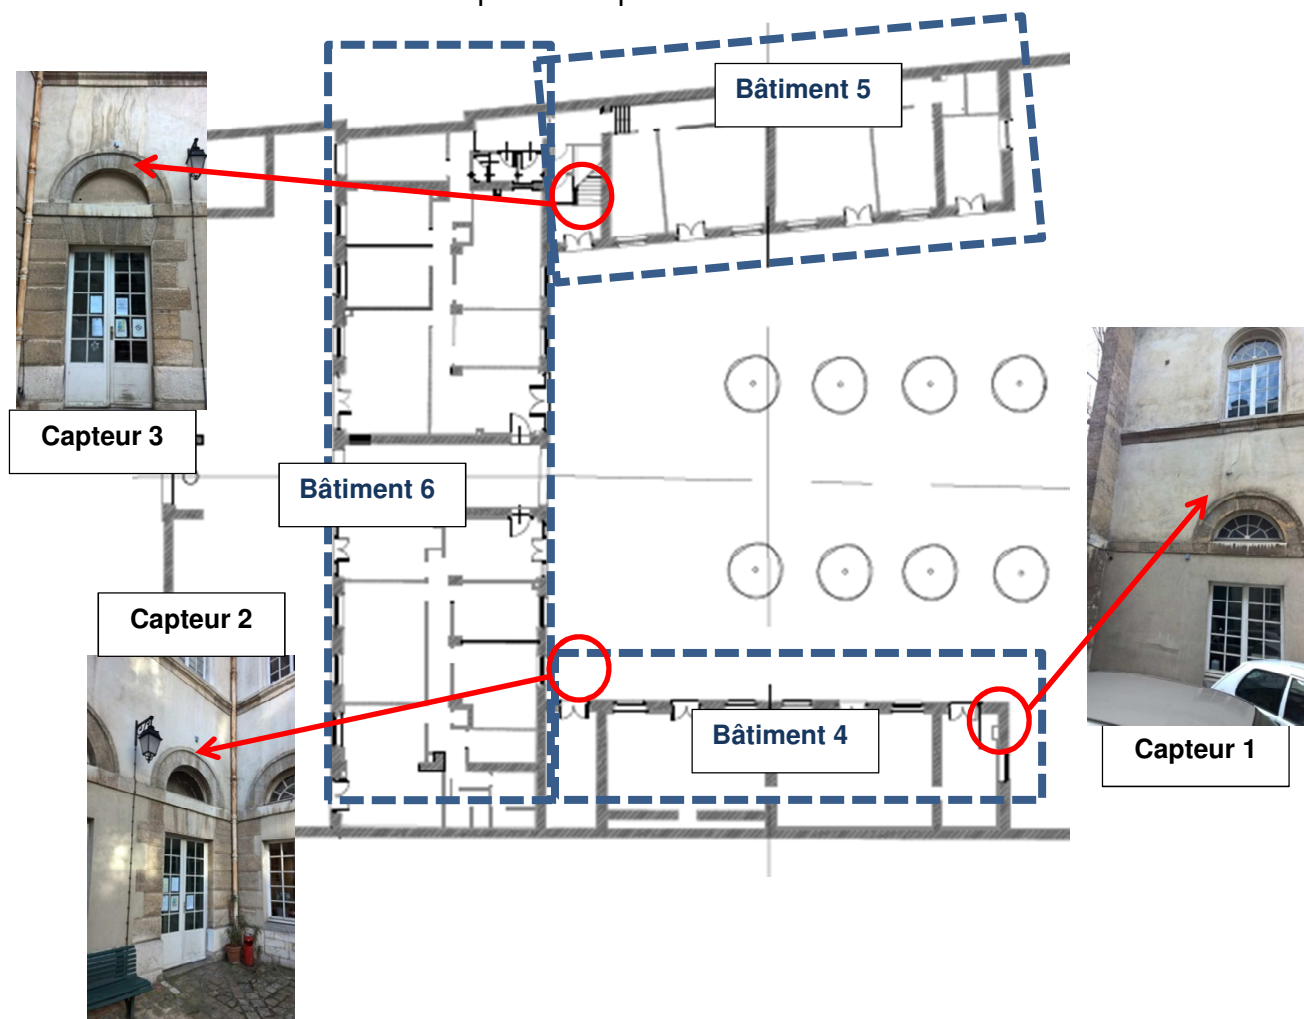 Bâtiment 5
Capteur 3
Bâtiment 6
Capteur 2
Bâtiment 4
Capteur 1